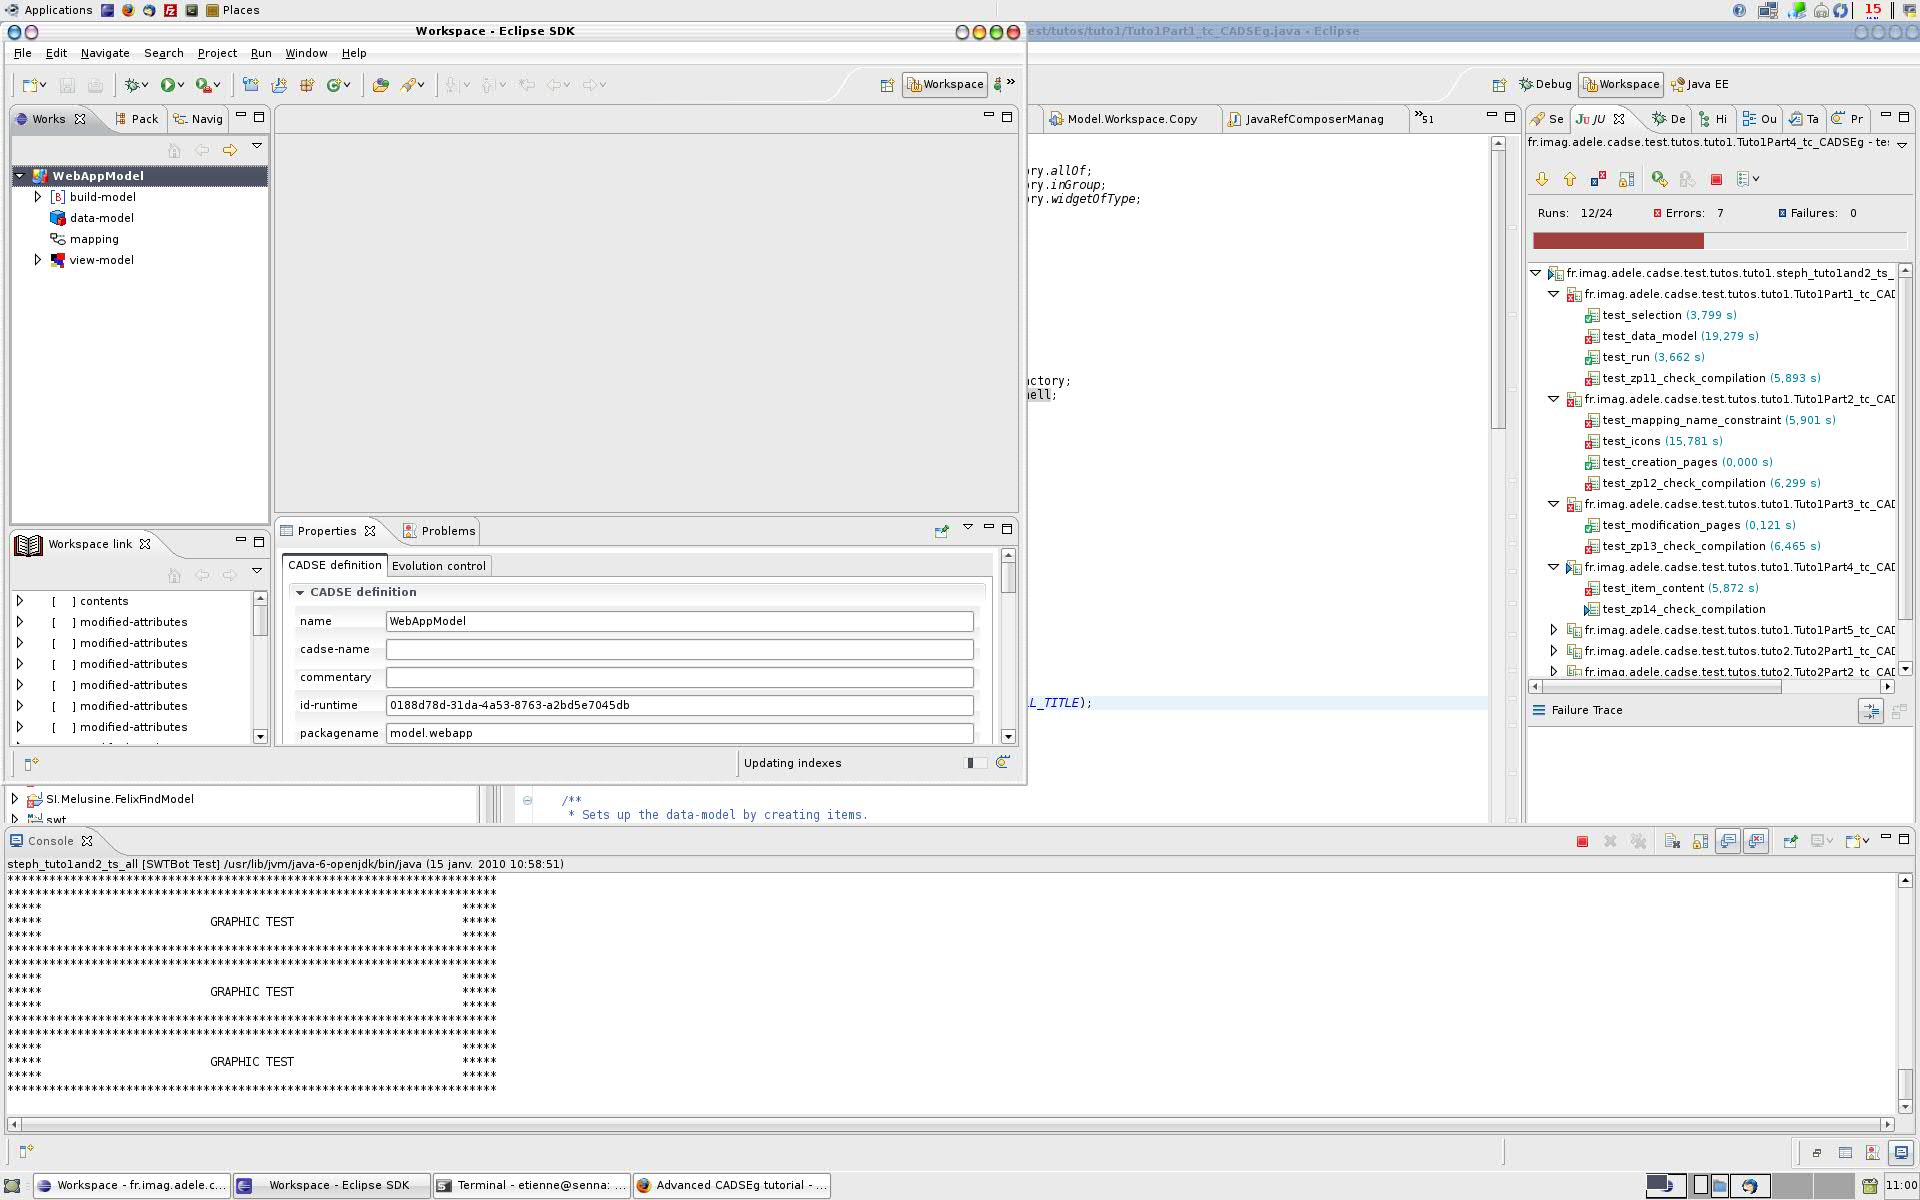 Applications
Places
15
Workspace - Eclipse SDK
est/tutos/tuto1/Tuto1Part1_tc_CADSEg.java - Eclipse
File Edit Navigate Search Project Run Window Help
Workspace
»
Debug
Workspace
Java EE
Works
Pack
Navig
Model.Workspace.Copy
JavaRefComposerManag
»51
Se
JU
De
Hi
Ou
Ta
Pr
WebAppModel
build-model
data-model
mapping
view-model
ry.allOf;
ry.inGroup;
ry.widgetOfType;
actory;
hell;
L_TITLE);
fr.imag.adele.cadse.test.tutos.tuto1.Tuto1Part4_tc_CADSEg - te:
Runs: 12/24
Errors: 7
Failures: 0
fr.imag.adele.cadse.test.tutos.tuto1.steph_tuto1and2_ts_
fr.imag.adele.cadse.test.tutos.tuto1.Tuto1Part1_tc_CAD
test_selection (3,799 s)
test_data_model (19,279 s)
test_run (3,662 s)
test_zp11_check_compilation (5,893 s)
fr.imag.adele.cadse.test.tutos.tuto1.Tuto1Part2_tc_CAD
test_mapping_name_constraint (5,901 s)
test_icons (15,781 s)
test_creation_pages (0,000 s)
test_zp12_check_compilation (6,299 s)
fr.imag.adele.cadse.test.tutos.tuto1.Tuto1Part3_tc_CAD
test_modification_pages (0,121 s)
test_zp13_check_compilation (6,465 s)
fr.imag.adele.cadse.test.tutos.tuto1.Tuto1Part4_tc_CAD
test_item_content (5,872 s)
test_zp14_check_compilation
fr.imag.adele.cadse.test.tutos.tuto1.Tuto1Part5_tc_CAD
fr.imag.adele.cadse.test.tutos.tuto2.Tuto2Part1_tc_CAD
fr.imag.adele.cadse.test.tutos.tuto2.Tuto2Part2_tc_CAD
Failure Trace
Workspace link
[ ] contents
[ ] modified-attributes
[ ] modified-attributes
[ ] modified-attributes
[ ] modified-attributes
[ ] modified-attributes
[ ] modified-attributes
Properties
Problems
CADSE definition
Evolution control
CADSE definition
name WebAppModel
cadse-name
commentary
id-runtime 0188d78d-31da-4a53-8763-a2bd5e7045db
packagename model.webapp
Updating indexes
SI.Melusine.FelixFindModel
swt
/**
* Sets up the data-model by creating items.
Console
steph_tuto1and2_ts_all [SWTBot Test] /usr/lib/jvm/java-6-openjdk/bin/java (15 janv. 2010 10:58:51)
**********************************************************************
**********************************************************************
***** *****
***** GRAPHIC TEST *****
***** *****
**********************************************************************
**********************************************************************
***** *****
***** GRAPHIC TEST *****
***** *****
**********************************************************************
**********************************************************************
***** *****
***** GRAPHIC TEST *****
***** *****
**********************************************************************
Workspace - fr.imag.adele.c...
Workspace - Eclipse SDK
Terminal - etienne@senna: ...
Advanced CADSEg tutorial - ...
11:00